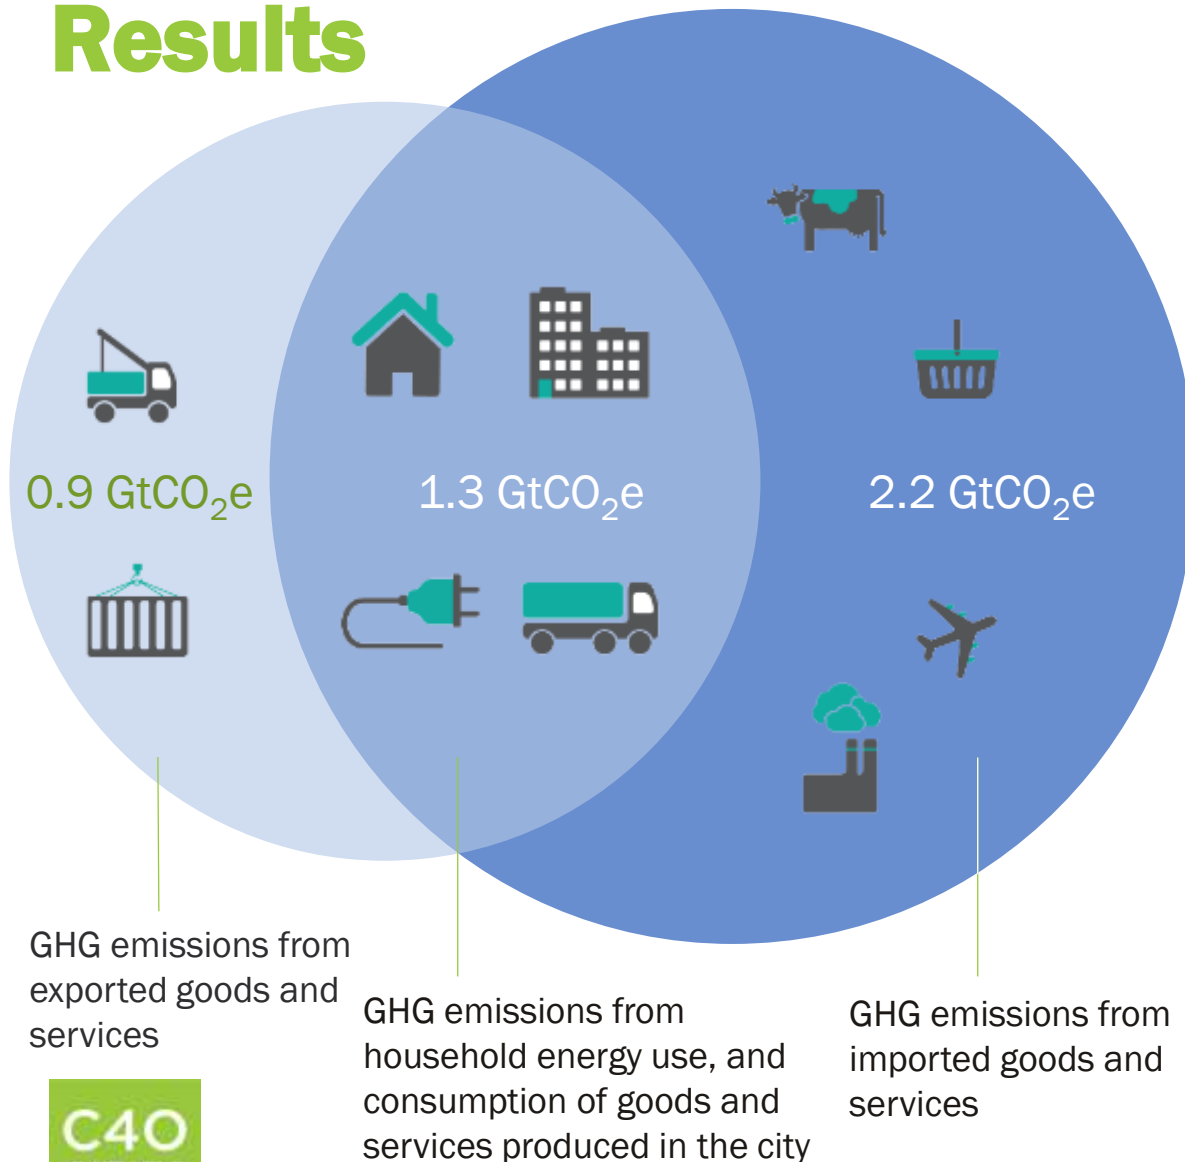 Results
0.9 GtCO₂e
1.3 GtCO₂e
2.2 GtCO₂e
GHG emissions from
exported goods and
services
GHG emissions from
household energy use, and
consumption of goods and
services produced in the city
GHG emissions from
imported goods and
services
C40